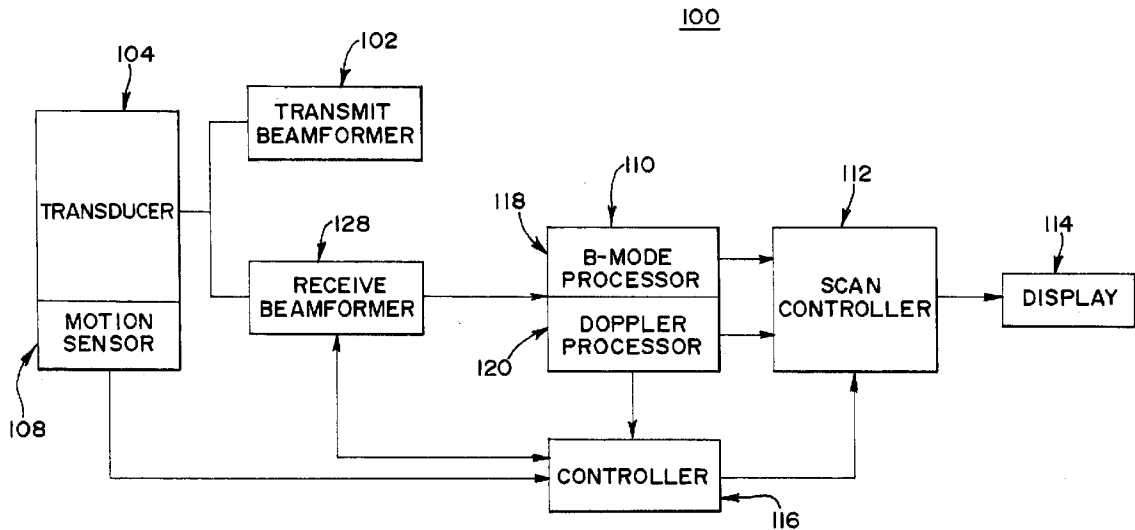 100
104
102
TRANSMIT
BEAMFORMER
110
112
118
114
TRANSDUCER
128
B-MODE
PROCESSOR
RECEIVE
BEAMFORMER
SCAN
CONTROLLER
DISPLAY
MOTION
SENSOR
DOPPLER
PROCESSOR
120
108
CONTROLLER
116